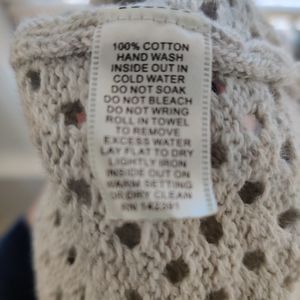 100% COTTON
HAND WASH
INSIDE OUT IN
COLD WATER
DO NOT SOAK
DO NOT BLEACH
DO NOT WRING
ROLL IN TOWEL
TO REMOVE
EXCESS WATER
LAY FLAT TO DRY
LIGHTLY IRON
INSIDE OUT ON
WARM SETTING
OR DRY CLEAN
RN